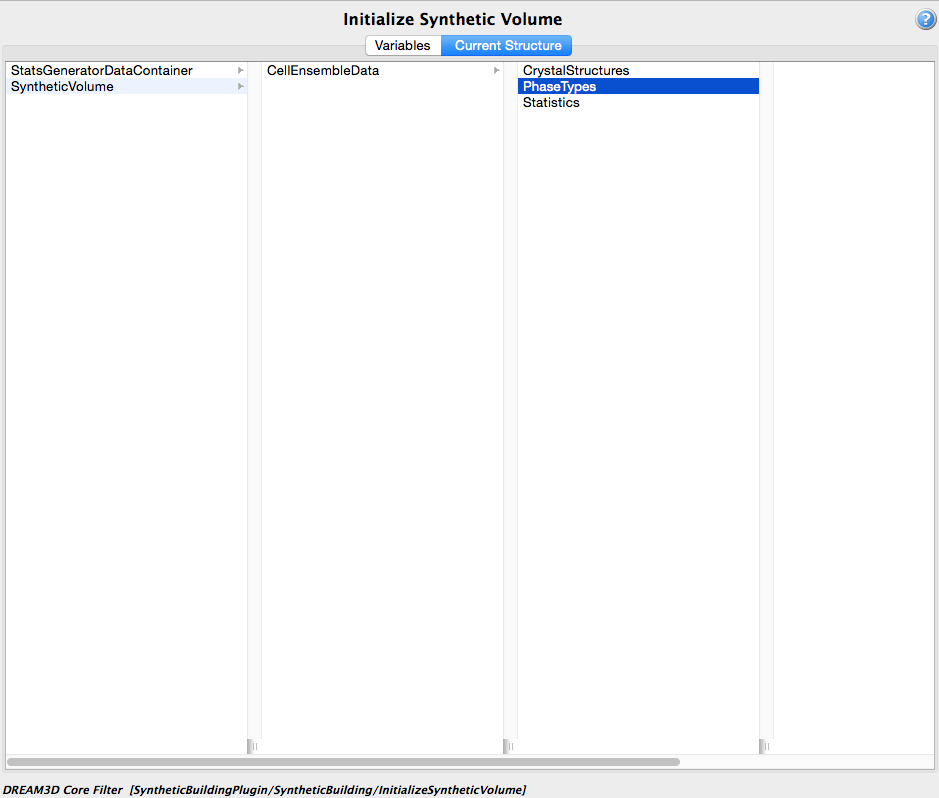 Initialize Synthetic Volume
?
Variables
Current Structure
StatsGeneratorDataContainer
SyntheticVolume
CellEnsembleData
CrystalStructures
PhaseTypes
Statistics
DREAM3D Core Filter [SyntheticBuildingPlugin/SyntheticBuilding/InitializeSyntheticVolume]